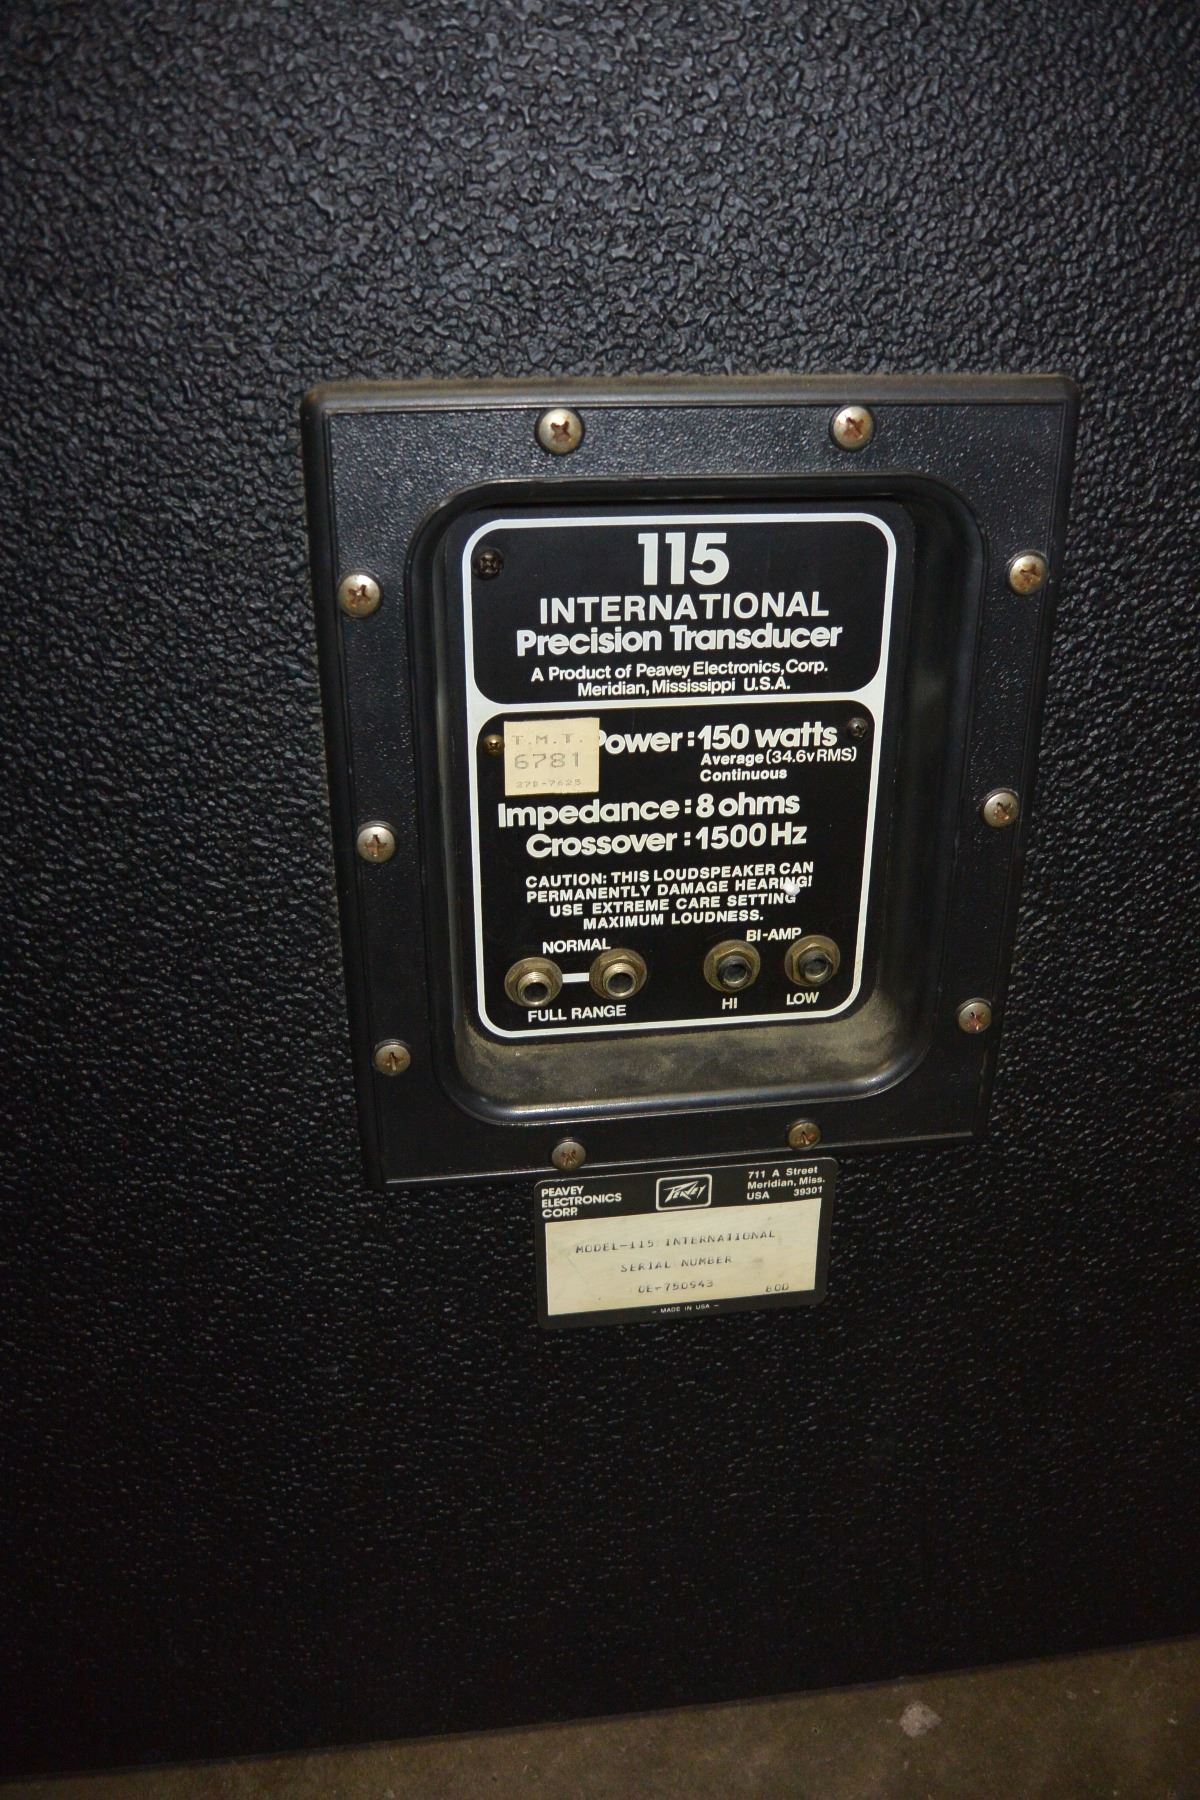 115
INTERNATIONAL
Precision Transducer
A Product of Peavey Electronics, Corp.
Meridian, Mississippi U.S.A.
T.M.T.
6781
27B-7625
Power: 150 watts
Average (34.6v RMS)
Continuous
Impedance: 8 ohms
Crossover: 1500 Hz
CAUTION: THIS LOUDSPEAKER CAN
PERMANENTLY DAMAGE HEARING!
USE EXTREME CARE SETTING
MAXIMUM LOUDNESS.
NORMAL
BI-AMP
FULL RANGE
HI
LOW
PEAVEY
ELECTRONICS
CORP.
PEAVEY
711 A Street
Meridian, Miss.
USA 39301
MODEL-115 INTERNATIONAL
SERIAL NUMBER
- MADE IN USA -